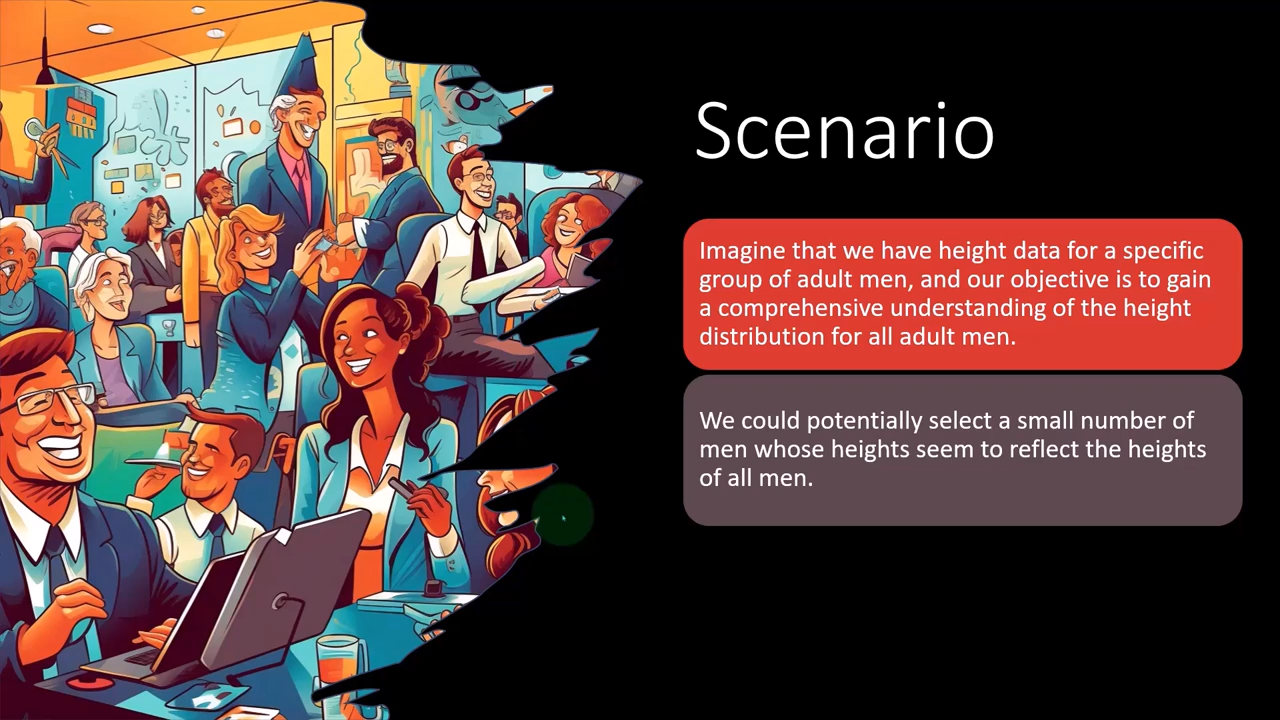 Scenario
Imagine that we have height data for a specific
group of adult men, and our objective is to gain
a comprehensive understanding of the height
distribution for all adult men.
We could potentially select a small number of
men whose heights seem to reflect the heights
of all men.